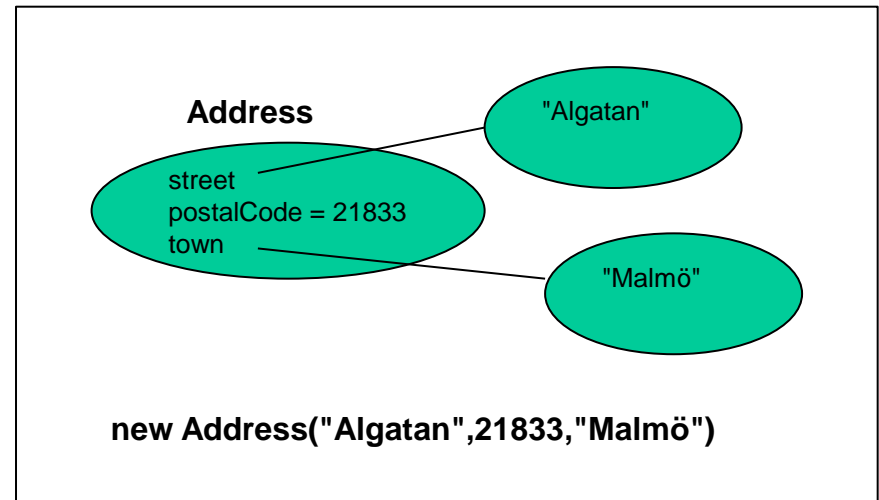 Address
"Algatan"
street
postalCode = 21833
town
"Malmö"
new Address("Algatan",21833,"Malmö")